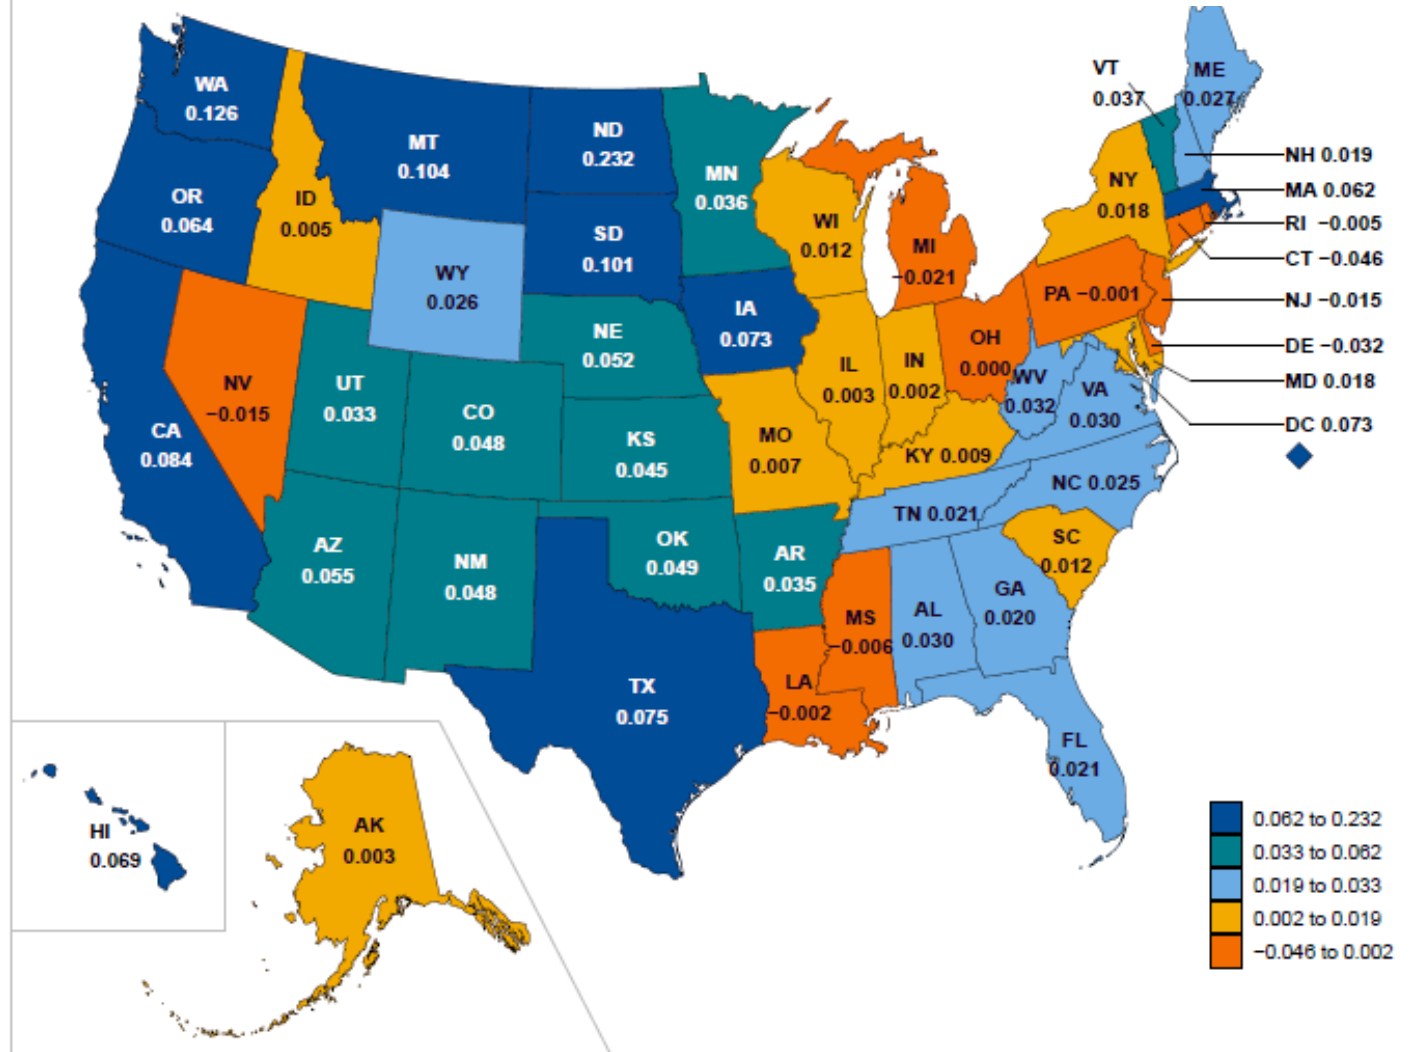 WA
0.126
MT
0.104
ND
0.232
MN
0.036
VT
0.037
ME
0.027
OR
0.064
ID
0.005
SD
0.101
WI
0.012
MI
−0.021
NY
0.018
NH 0.019
MA 0.062
RI −0.005
CT −0.046
WY
0.026
IA
0.073
PA −0.001
NJ −0.015
NE
0.052
OH
0.000
DE −0.032
NV
−0.015
UT
0.033
CO
0.048
IL
0.003
IN
0.002
WV
0.032
VA
0.030
MD 0.018
DC 0.073
CA
0.084
KS
0.045
MO
0.007
KY 0.009
NC 0.025
TN 0.021
AZ
0.055
NM
0.048
OK
0.049
AR
0.035
SC
0.012
MS
−0.006
AL
0.030
GA
0.020
TX
0.075
LA
−0.002
FL
0.021
HI
0.069
AK
0.003
0.062 to 0.232
0.033 to 0.062
0.019 to 0.033
0.002 to 0.019
−0.046 to 0.002